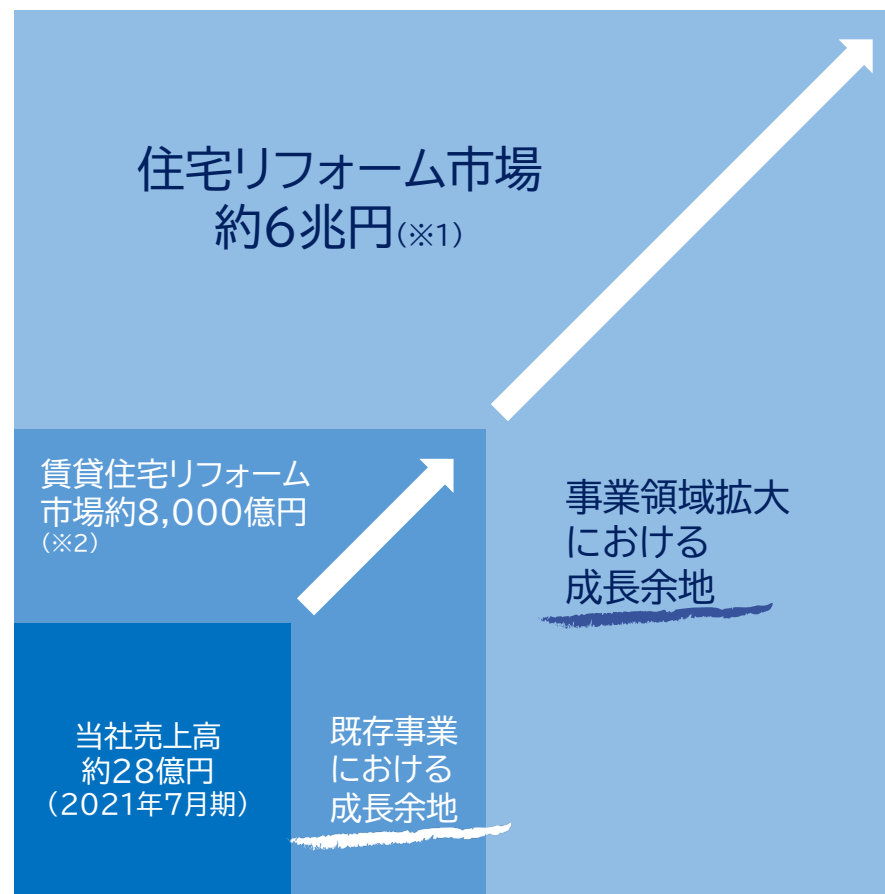 住宅リフォーム市場
約6兆円(※1)
賃貸住宅リフォーム
市場約8,000億円
(※2)
事業領域拡大
における
成長余地
当社売上高
約28億円
(2021年7月期)
既存事業
における
成長余地